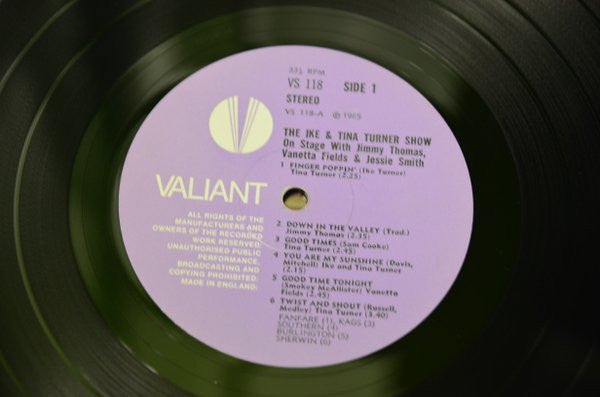 33⅓ RPM
VS 118 SIDE 1
STEREO
VS 118-A ℗ 1965
THE IKE & TINA TURNER SHOW
On Stage With Jimmy Thomas,
Vanetta Fields & Jessie Smith
1 FINGER POPPIN' (Ike Turner)
Tina Turner (2.25)
VALIANT
ALL RIGHTS OF THE
MANUFACTURERS AND
OWNERS OF THE RECORDED
WORK RESERVED
UNAUTHORISED PUBLIC
PERFORMANCE,
BROADCASTING AND
COPYING PROHIBITED:
MADE IN ENGLAND:
2 DOWN IN THE VALLEY (Trad.)
Jimmy Thomas (2.35)
3 GOOD TIMES (Sam Cooke)
Tina Turner (2.45)
4 YOU ARE MY SUNSHINE (Davis,
Mitchell) Ike and Tina Turner
(2.15)
5 GOOD TIME TONIGHT
(Smokey McAllister) Vanetta
Fields (2.45)
6 TWIST AND SHOUT (Russell,
Medley) Tina Turner (3.40)
FANFARE (1), KAGS (3)
SOUTHERN (4)
BURLINGTON (5)
SHERWIN (6)